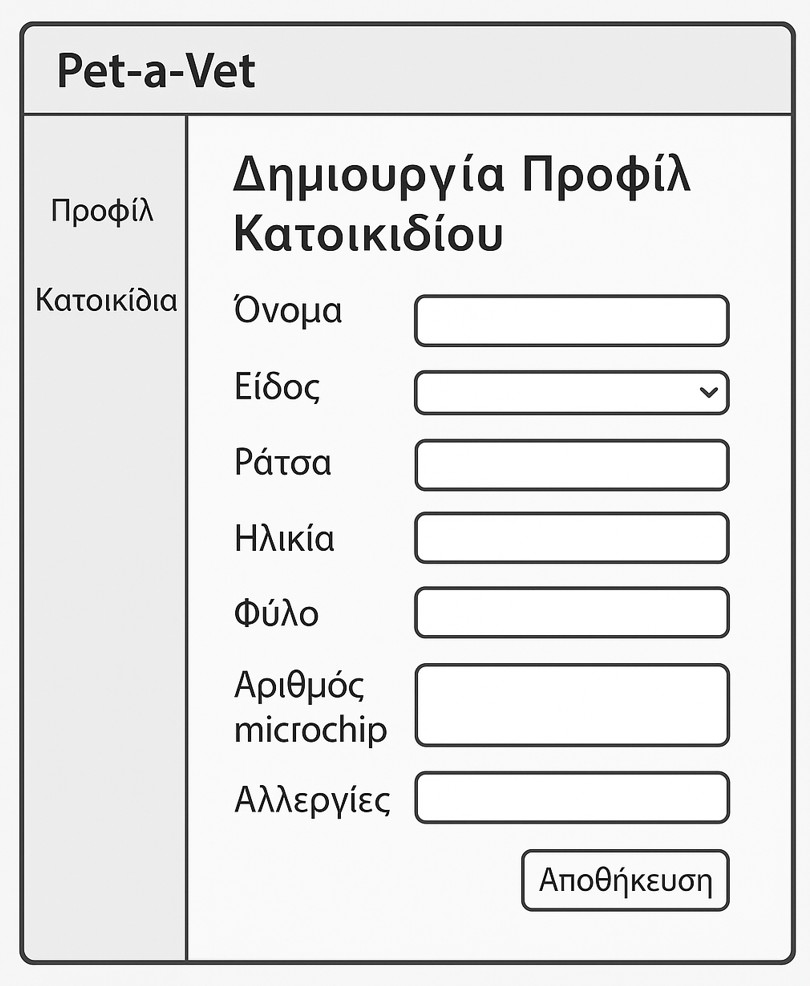 Pet-a-Vet
Προφίλ
Κατοικίδια
Δημιουργία Προφίλ
Κατοικιδίου
Όνομα
Είδος
Ράτσα
Ηλικία
Φύλο
Αριθμός
microchip
Αλλεργίες
Αποθήκευση